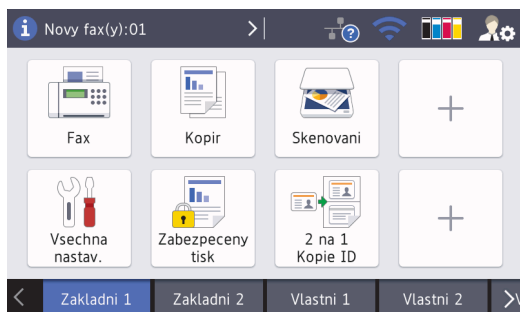 Novy fax(y):01
Fax
Kopir
Skenovani
Vsechna
nastav.
Zabezpeceny
tisk
2 na 1
Kopie ID
Zakladni 1
Zakladni 2
Vlastni 1
Vlastni 2